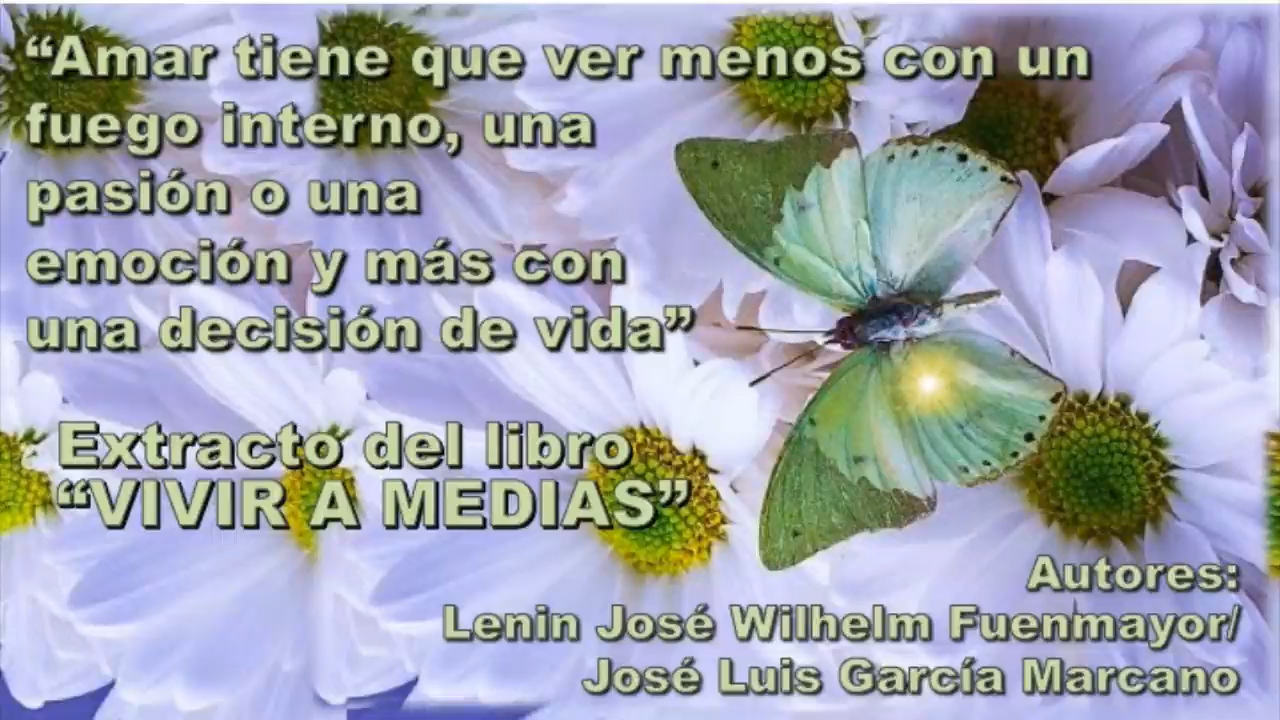 “Amar tiene que ver menos con un
fuego interno, una
pasión o una
emoción y más con
una decisión de vida”
Extracto del libro
“VIVIR A MEDIAS”
Autores:
Lenin José Wilhelm Fuenmayor/
José Luis García Marcano